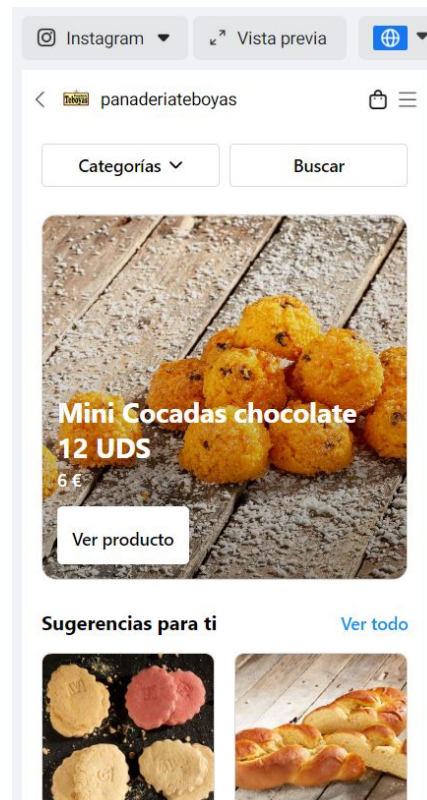 Instagram
Vista previa
Teboyas
panaderiateboyas
Categorías
Buscar
Mini Cocadas chocolate
12 UDS
6 €
Ver producto
Sugerencias para ti
Ver todo